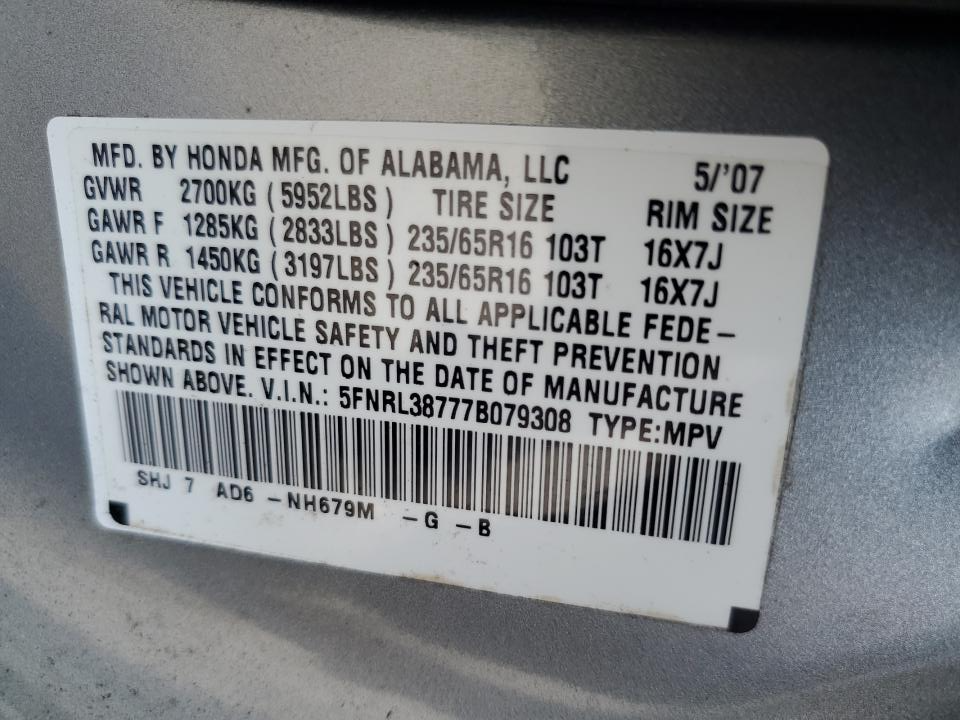 MFD. BY HONDA MFG. OF ALABAMA, LLC 5/'07
GVWR 2700KG (5952LBS) TIRE SIZE RIM SIZE
GAWR F 1285KG (2833LBS) 235/65R16 103T 16X7J
GAWR R 1450KG (3197LBS) 235/65R16 103T 16X7J
THIS VEHICLE CONFORMS TO ALL APPLICABLE FEDE-
RAL MOTOR VEHICLE SAFETY AND THEFT PREVENTION
STANDARDS IN EFFECT ON THE DATE OF MANUFACTURE
SHOWN ABOVE. V.I.N.: 5FNRL38777B079308 TYPE:MPV
SHJ 7 AD6 -NH679M -G -B